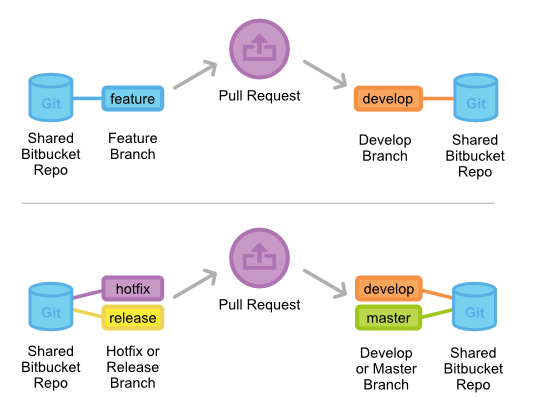 Git
feature
Pull Request
develop
Git
Shared
Bitbucket
Repo
Feature
Branch
Develop
Branch
Shared
Bitbucket
Repo
hotfix
release
Git
Pull Request
develop
master
Git
Shared
Bitbucket
Repo
Hotfix or
Release
Branch
Develop
or Master
Branch
Shared
Bitbucket
Repo